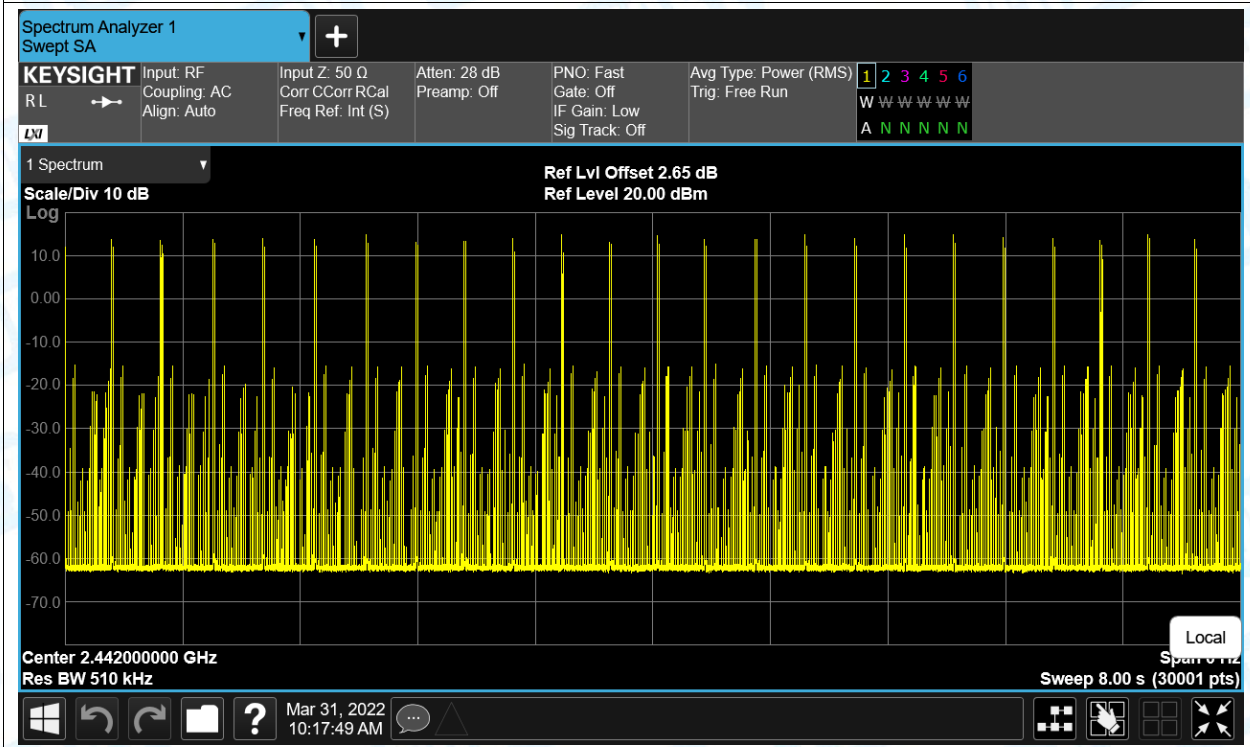 Spectrum Analyzer 1
Swept SA
KEYSIGHT
R L
LXI
Input: RF
Coupling: AC
Align: Auto
Input Z: 50 Ω
Corr CCorr RCal
Freq Ref: Int (S)
Atten: 28 dB
Preamp: Off
PNO: Fast
Gate: Off
IF Gain: Low
Sig Track: Off
Avg Type: Power (RMS)
Trig: Free Run
1 2 3 4 5 6
W W W W W W
A N N N N N
1 Spectrum
Scale/Div 10 dB
Log
Ref Lvl Offset 2.65 dB
Ref Level 20.00 dBm
10.0
0.00
-10.0
-20.0
-30.0
-40.0
-50.0
-60.0
-70.0
Local
Center 2.442000000 GHz
Res BW 510 kHz
Span 0 Hz
Sweep 8.00 s (30001 pts)
?
Mar 31, 2022
10:17:49 AM